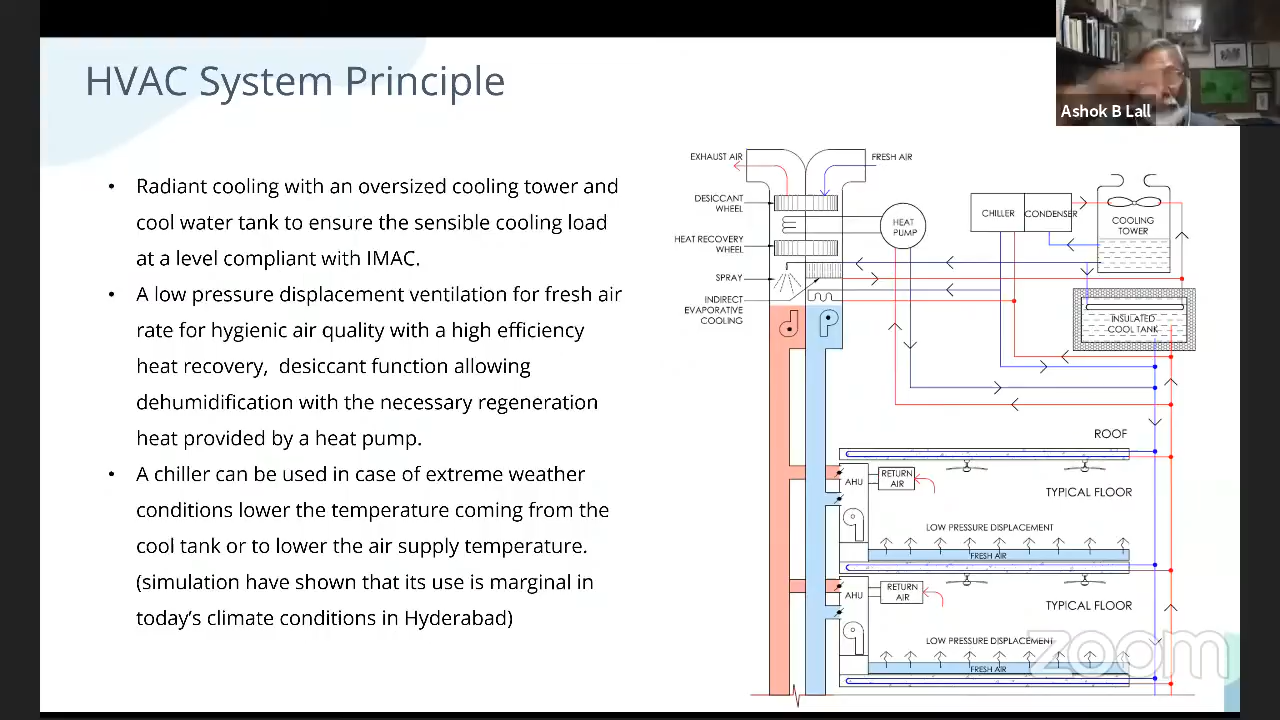 HVAC System Principle
Ashok B Lall
• Radiant cooling with an oversized cooling tower and
cool water tank to ensure the sensible cooling load
at a level compliant with IMAC.
• A low pressure displacement ventilation for fresh air
rate for hygienic air quality with a high efficiency
heat recovery, desiccant function allowing
dehumidification with the necessary regeneration
heat provided by a heat pump.
• A chiller can be used in case of extreme weather
conditions lower the temperature coming from the
cool tank or to lower the air supply temperature.
(simulation have shown that its use is marginal in
today's climate conditions in Hyderabad)
EXHAUST AIR
FRESH AIR
DESICCANT
WHEEL
HEAT
PUMP
HEAT RECOVERY
WHEEL
SPRAY
INDIRECT
EVAPORATIVE
COOLING
CHILLER
CONDENSER
COOLING
TOWER
INSULATED
COOL TANK
ROOF
AHU
RETURN
AIR
TYPICAL FLOOR
LOW PRESSURE DISPLACEMENT
FRESH AIR
AHU
RETURN
AIR
TYPICAL FLOOR
LOW PRESSURE DISPLACEMENT
FRESH AIR
zoom